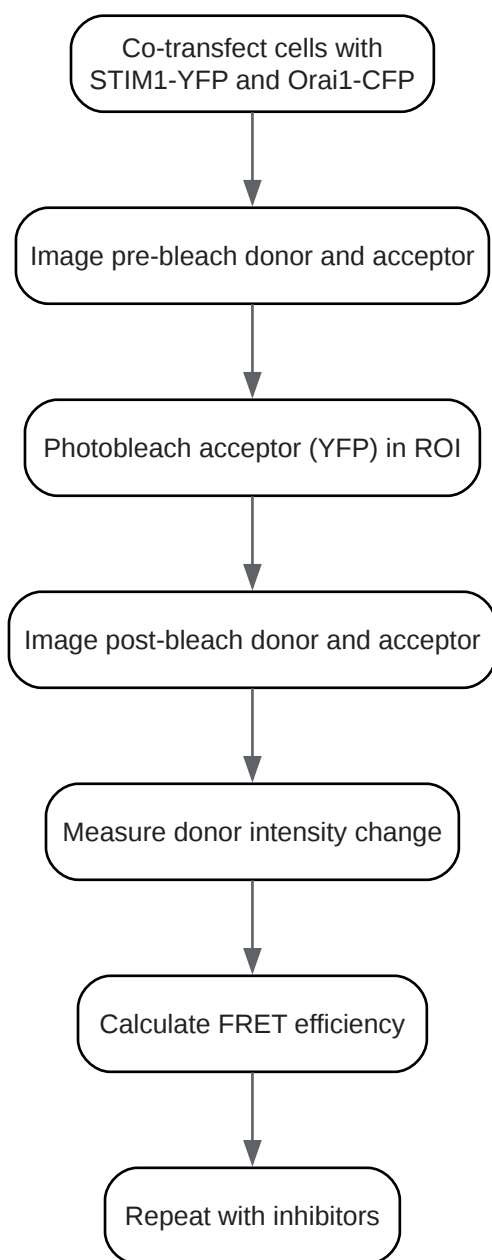 Co-transfect cells with
STIM1-YFP and Orai1-CFP
Image pre-bleach donor and acceptor
Photobleach acceptor (YFP) in ROI
Image post-bleach donor and acceptor
Measure donor intensity change
Calculate FRET efficiency
Repeat with inhibitors